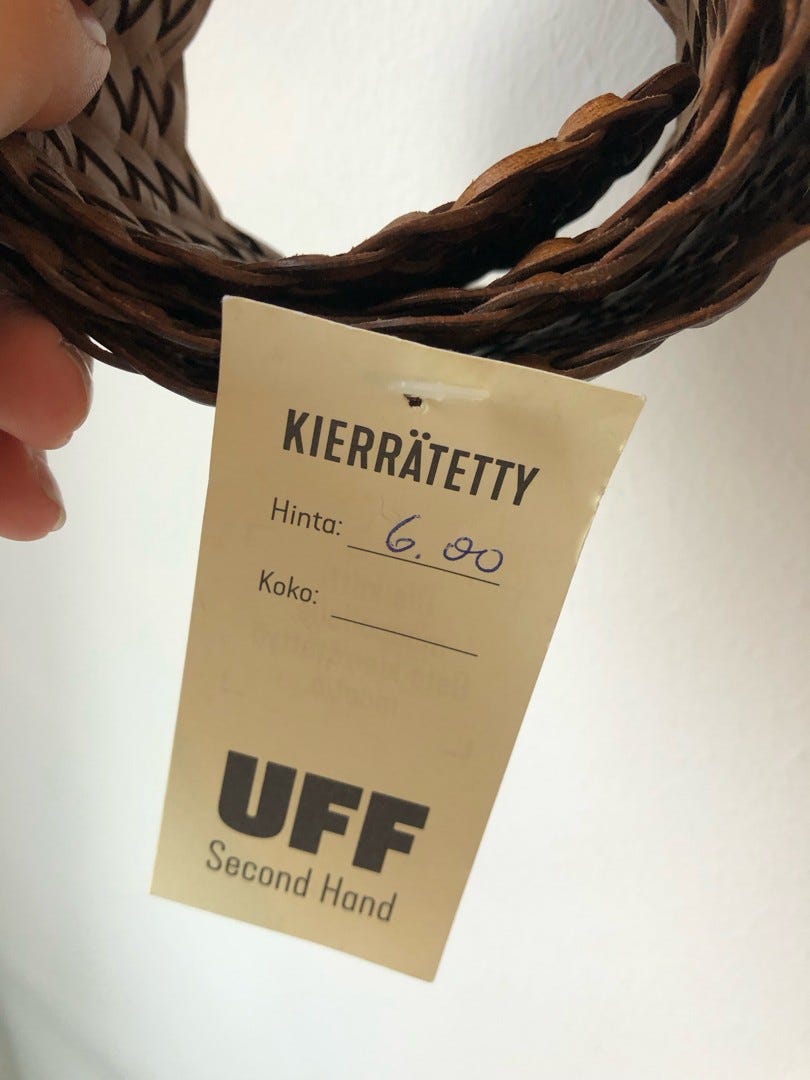 KIERRÄTETTY
Hinta: 6.00
Koko:
UFF
Second Hand